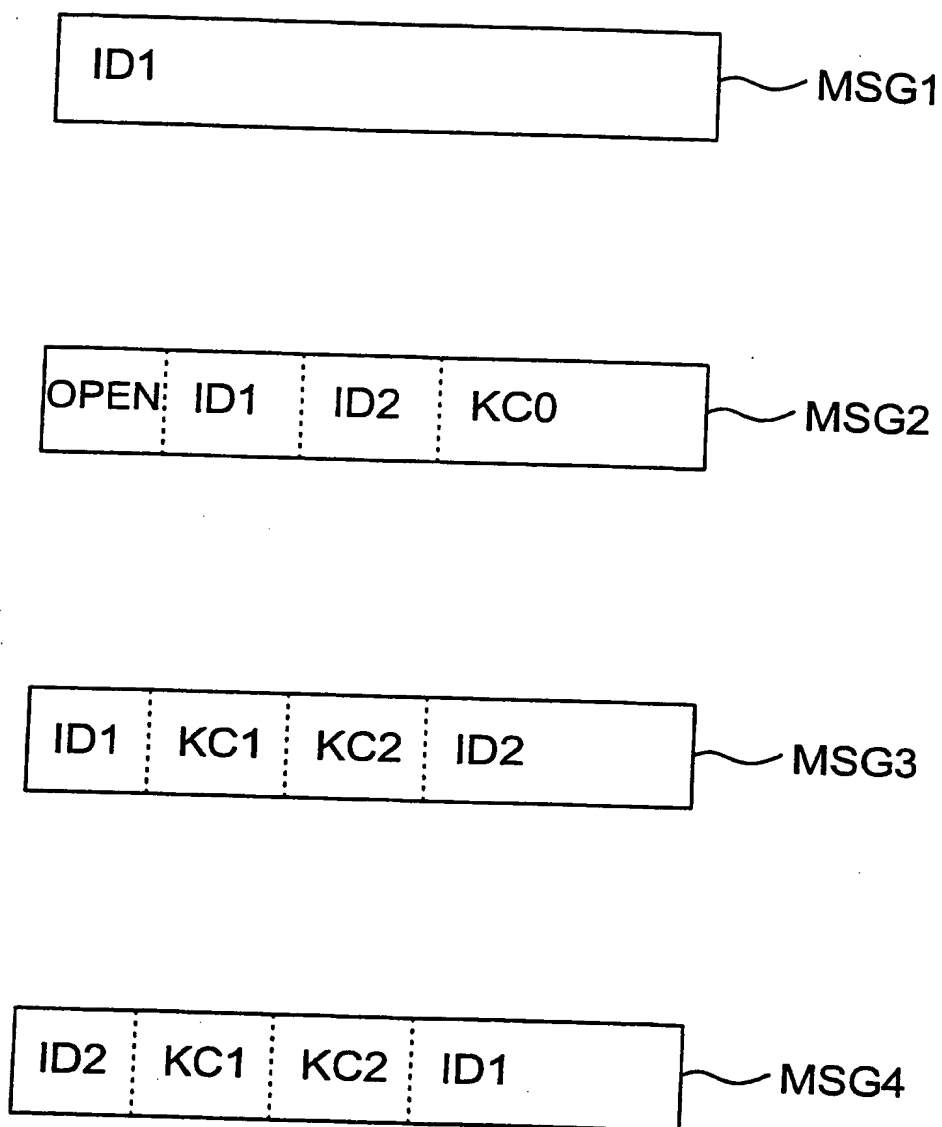 ID1 MSG1
OPEN ID1 ID2 KC0 MSG2
ID1 KC1 KC2 ID2 MSG3
ID2 KC1 KC2 ID1 MSG4